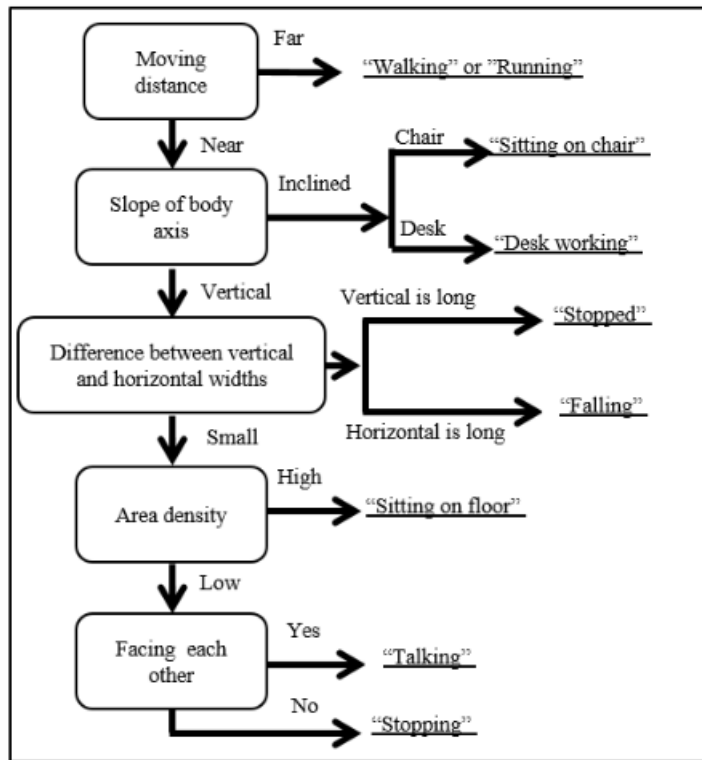 Moving
distance
Far
“Walking” or ”Running”
Near
Slope of body
axis
Inclined
Chair
“Sitting on chair”
Desk
“Desk working”
Vertical
Difference between vertical
and horizontal widths
Vertical is long
“Stopped”
“Falling”
Horizontal is long
Small
Area density
High
“Sitting on floor”
Low
Facing each
other
Yes
“Talking”
No
“Stopping”